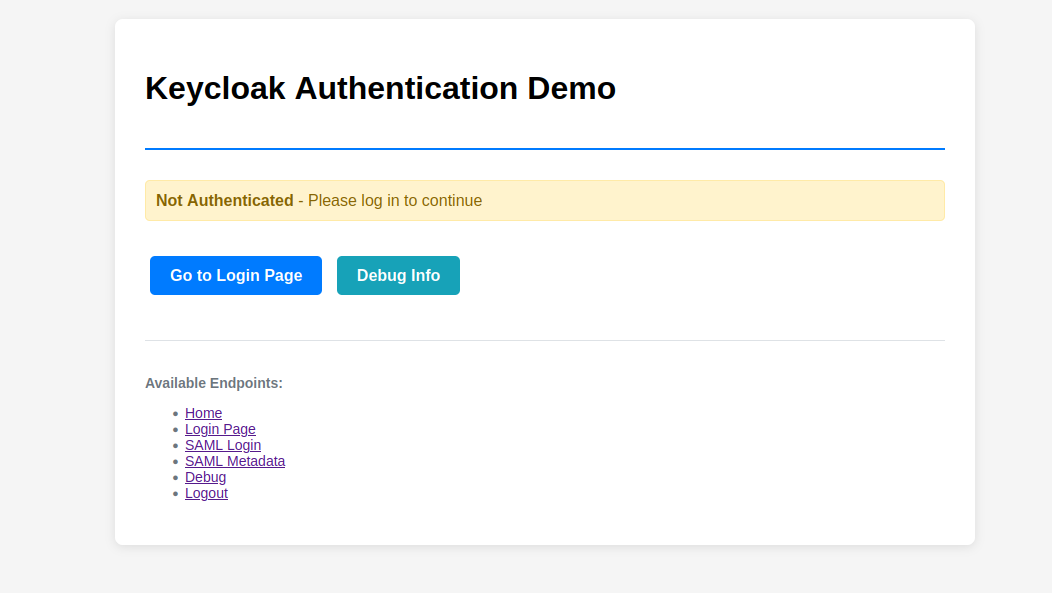 Keycloak Authentication Demo
Not Authenticated - Please log in to continue
Go to Login Page
Debug Info
Available Endpoints:
Home
Login Page
SAML Login
SAML Metadata
Debug
Logout